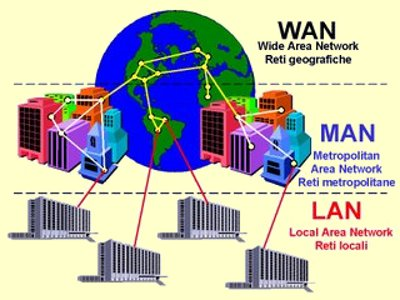 WAN
Wide Area Network
Reti geografiche
MAN
Metropolitan
Area Network
Reti metropolitane
LAN
Local Area Network
Reti locali